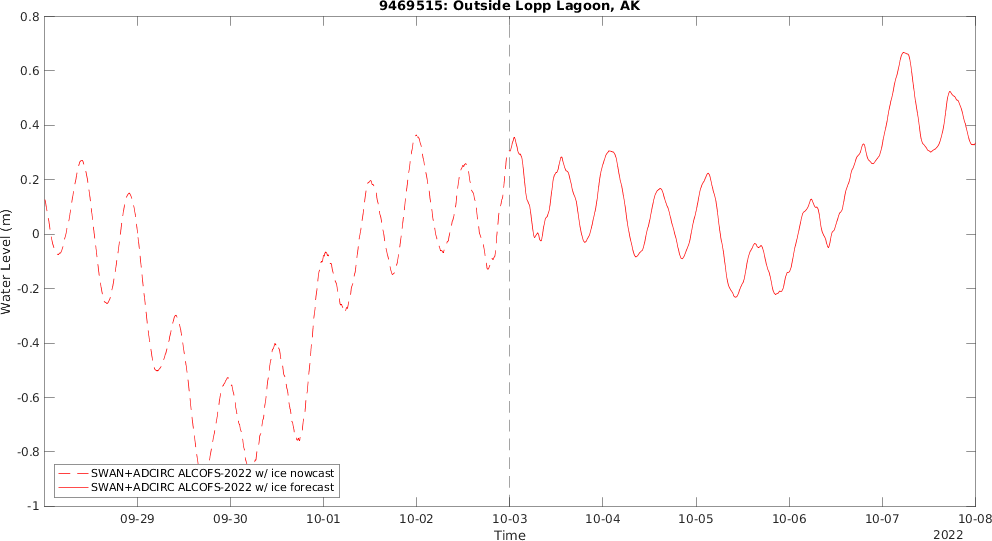 9469515: Outside Lopp Lagoon, AK
0.8
0.6
0.4
0.2
0
-0.2
-0.4
-0.6
-0.8
-1
Water Level (m)
SWAN+ADCIRC ALCOFS-2022 w/ ice nowcast
SWAN+ADCIRC ALCOFS-2022 w/ ice forecast
09-29 09-30 10-01 10-02 10-03 10-04 10-05 10-06 10-07 10-08
Time
2022